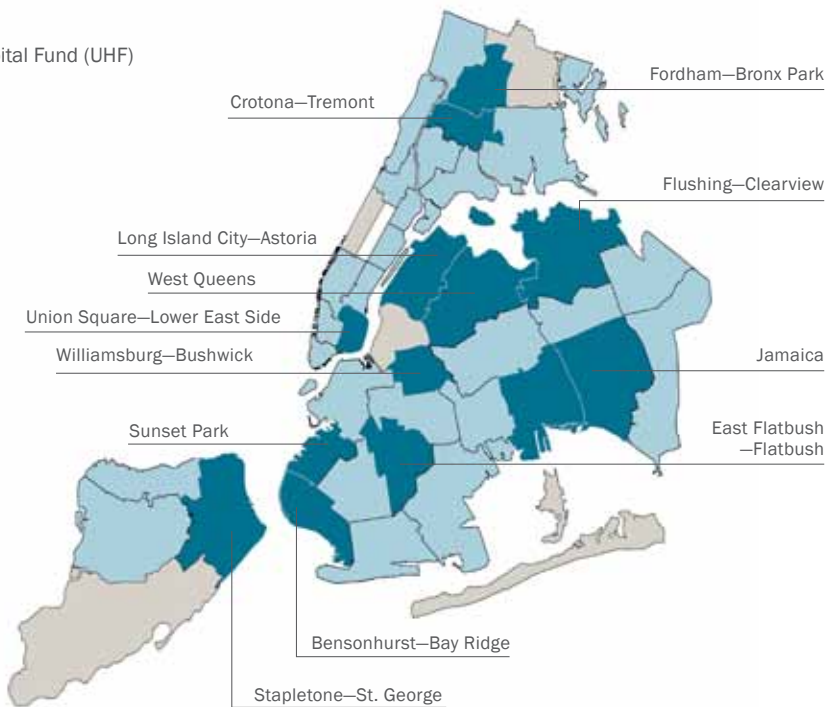 ital Fund (UHF)
Fordham—Bronx Park
Crotona—Tremont
Flushing—Clearview
Long Island City—Astoria
West Queens
Union Square—Lower East Side
Williamsburg—Bushwick
Jamaica
Sunset Park
East Flatbush
—Flatbush
Bensonhurst—Bay Ridge
Stapletone—St. George